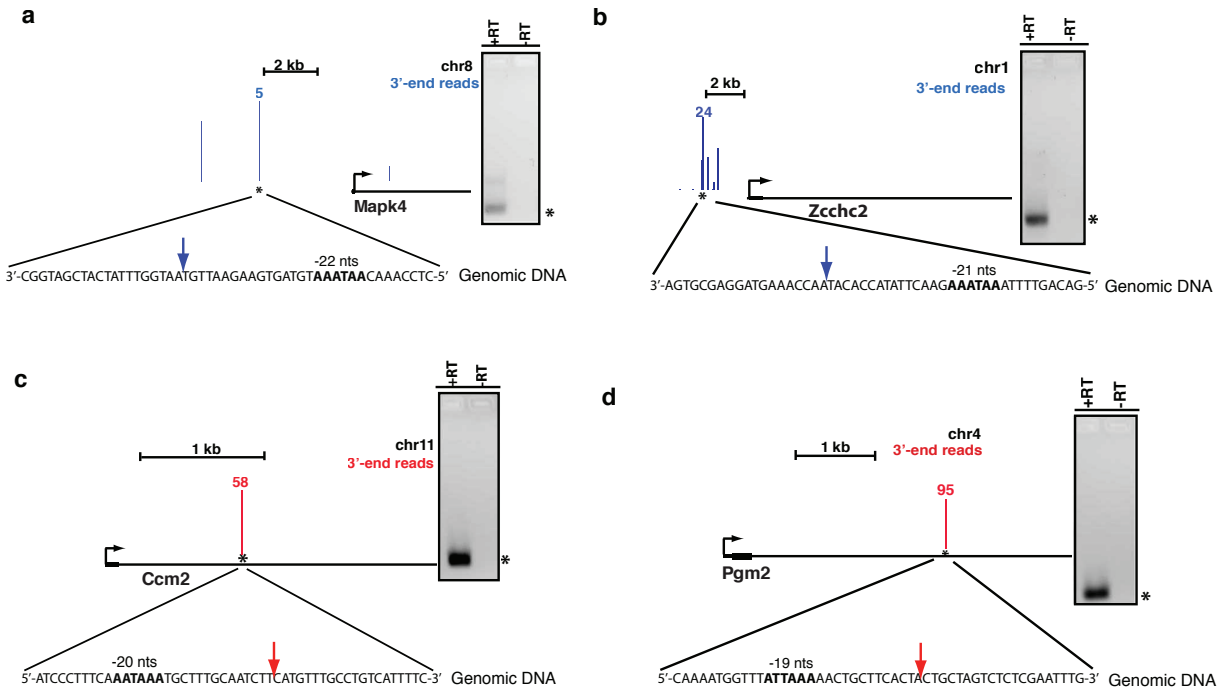 a
+RT
-RT
2 kb
chr8
3'-end reads
5
*
Mapk4
*
-22 nts
3'-CGGTAGCTACTATTTGGTAATGTTAAGAAGTGATGTAAATAACAAACCTC-5'
Genomic DNA
b
+RT
-RT
chr1
3'-end reads
2 kb
24
*
Zcchc2
*
-21 nts
3'-AGTGCGAGGATGAAACCAATACACCATATTCAAGAAATAAATTTTGACAG-5'
Genomic DNA
c
+RT
-RT
1 kb
chr11
3'-end reads
58
*
Ccm2
*
-20 nts
5'-ATCCCTTTCAAATAAATGCTTTGCAATCTTCATGTTTGCCTGTCATTTTC-3'
Genomic DNA
d
+RT
-RT
1 kb
chr4
3'-end reads
95
*
Pgm2
*
-19 nts
5'-CAAAATGGTTTATTAAAAACTGCTTCACTACTGCTAGTCTCTCGAATTTG-3'
Genomic DNA